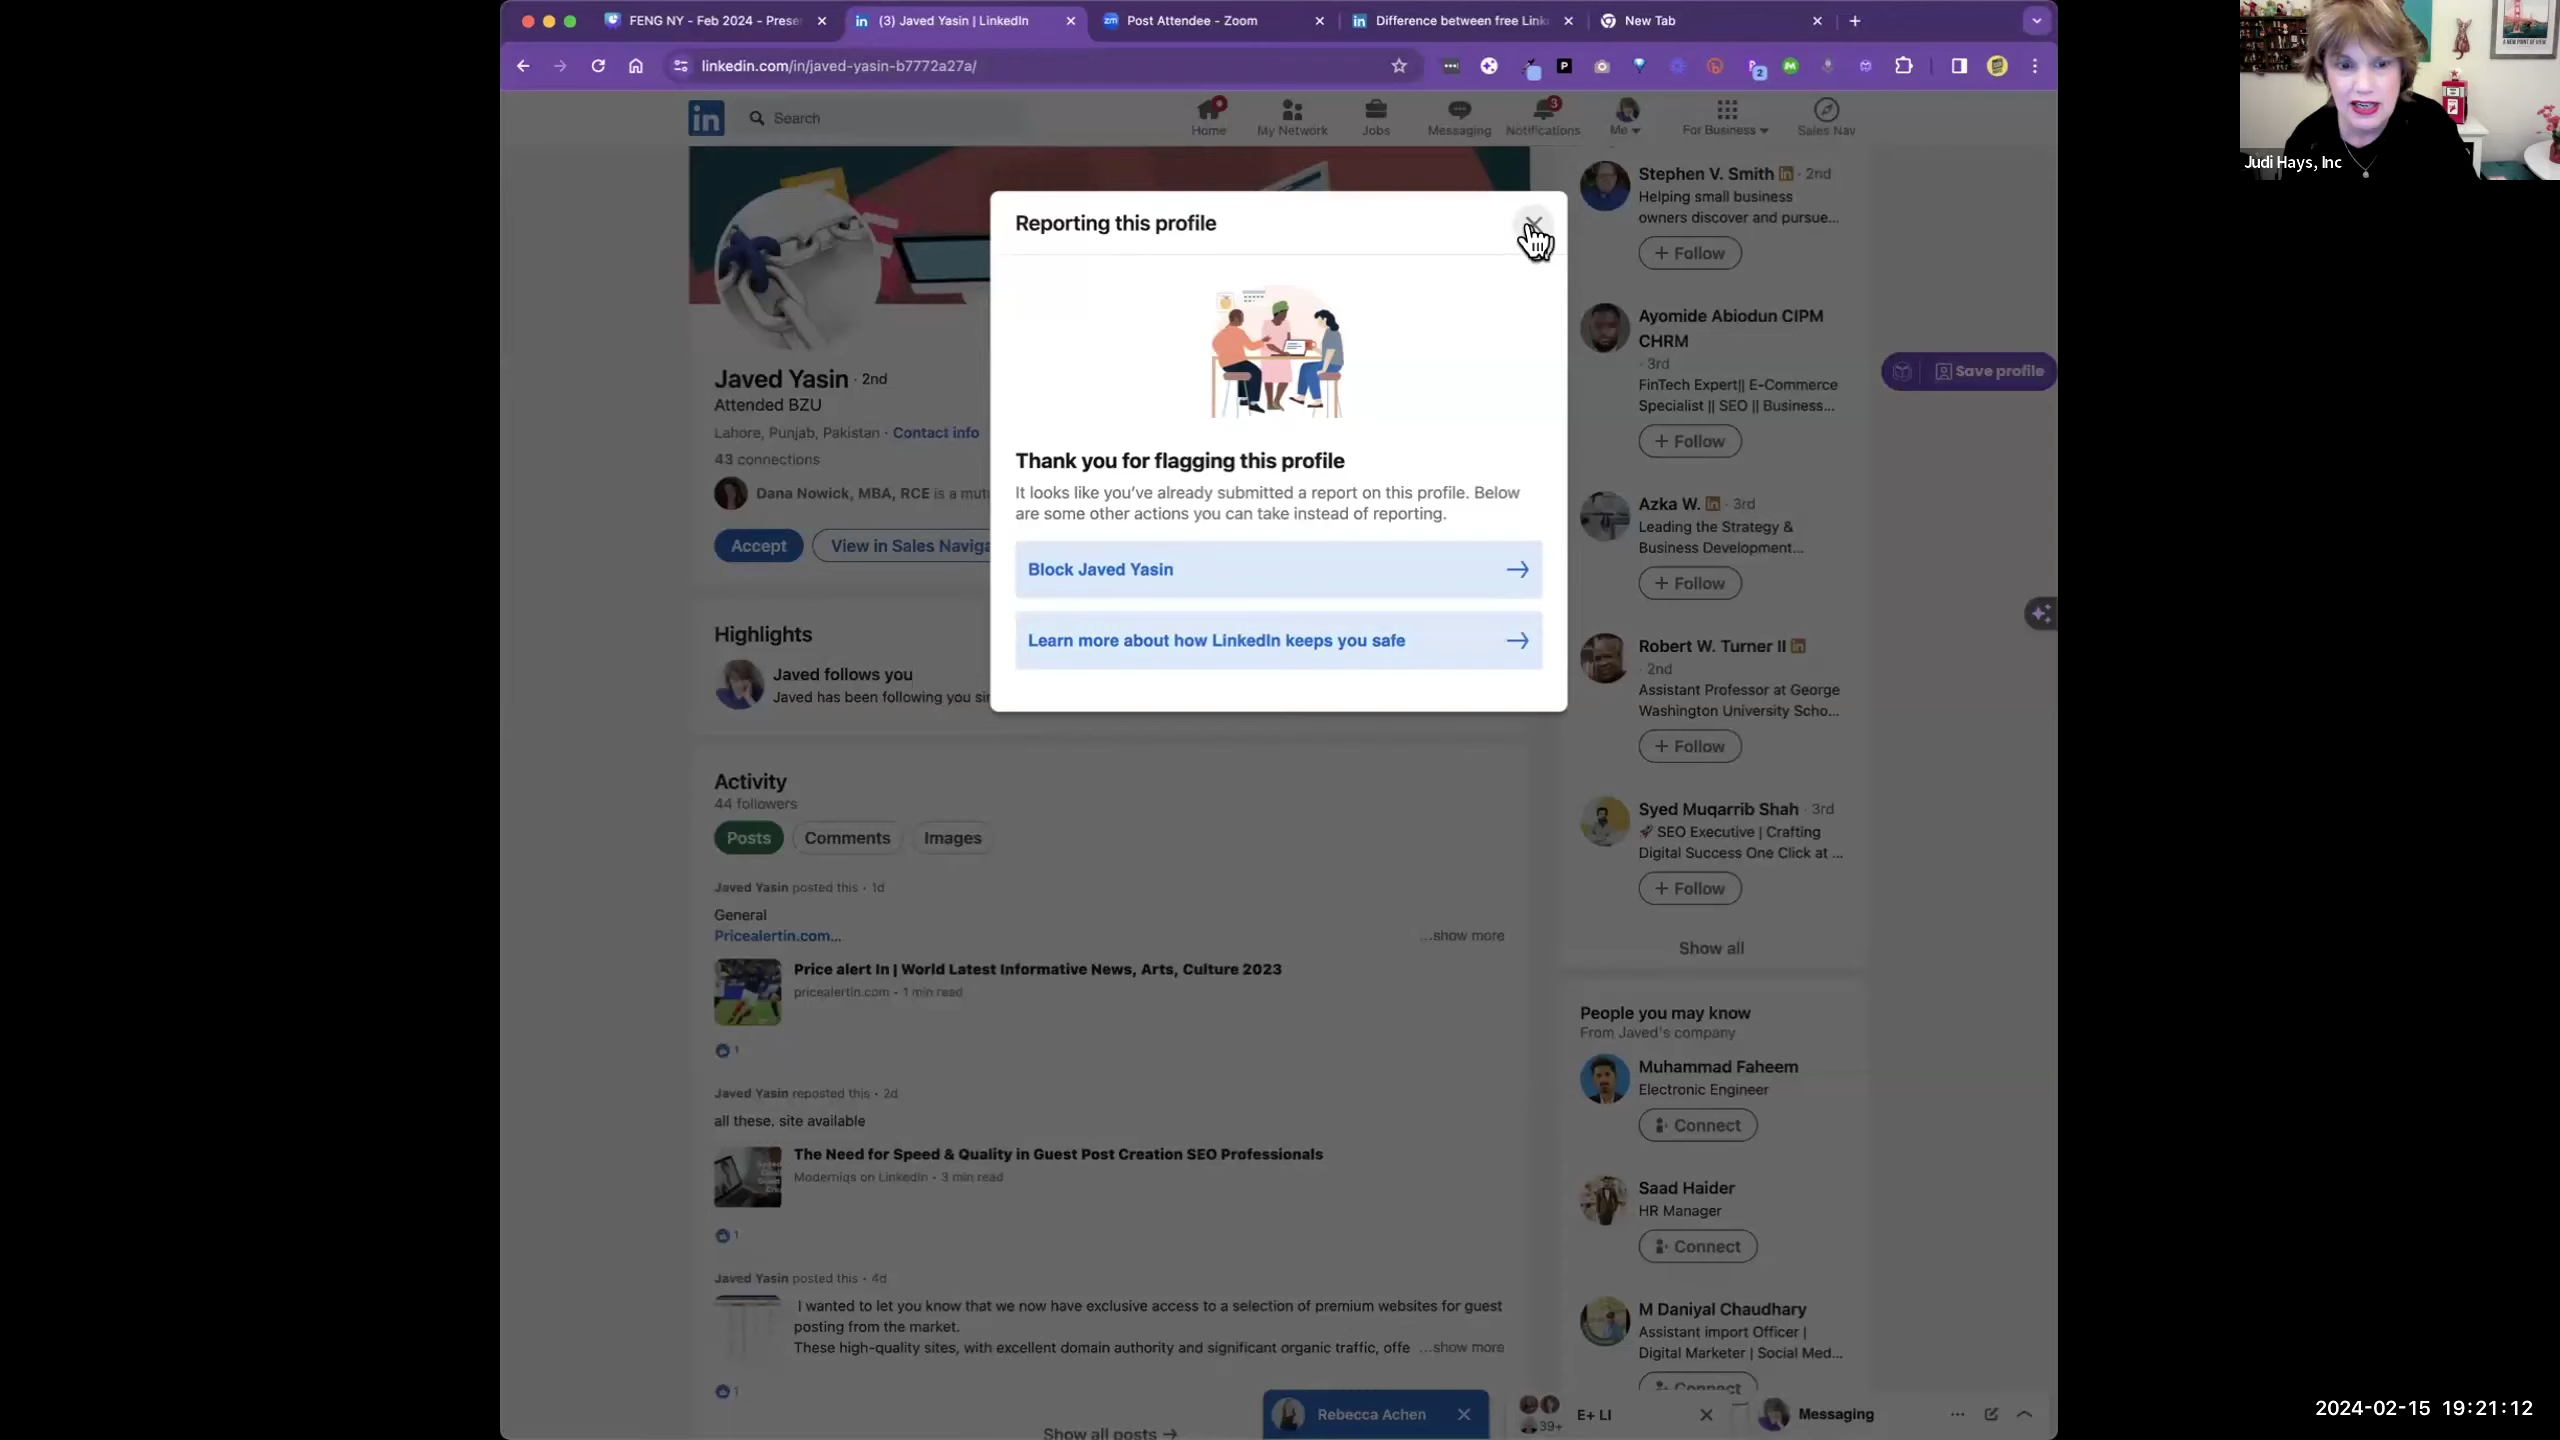 FENG NY - Feb 2024 - Prese
(3) Javed Yasin | LinkedIn
Post Attendee - Zoom
Difference between free Link
New Tab
linkedin.com/in/javed-yasin-b7772a27a/
2
in
Search
Home
My Network
Jobs
Messaging
3
Notifications
Me
For Business
Sales Nav
Judi Hays, Inc
Reporting this profile
Thank you for flagging this profile
It looks like you've already submitted a report on this profile. Below
are some other actions you can take instead of reporting.
Block Javed Yasin
Learn more about how LinkedIn keeps you safe
Javed Yasin · 2nd
Attended BZU
Lahore, Punjab, Pakistan · Contact info
43 connections
Dana Nowick, MBA, RCE is a mut
Accept
View in Sales Naviga
Highlights
Javed follows you
Javed has been following you si
Activity
44 followers
Posts
Comments
Images
Javed Yasin posted this • 1d
General
Pricealertin.com...
...show more
Price alert In | World Latest Informative News, Arts, Culture 2023
pricealertin.com • 1 min read
1
Javed Yasin reposted this • 2d
all these, site available
The Need for Speed & Quality in Guest Post Creation SEO Professionals
Moderniqs on LinkedIn • 3 min read
1
Javed Yasin posted this • 4d
I wanted to let you know that we now have exclusive access to a selection of premium websites for guest
posting from the market.
These high-quality sites, with excellent domain authority and significant organic traffic, offe ...show more
1
Show all posts →
Stephen V. Smith in · 2nd
Helping small business
owners discover and pursue...
+ Follow
Ayomide Abiodun CIPM
CHRM
· 3rd
FinTech Expert|| E-Commerce
Specialist || SEO || Business...
+ Follow
Azka W. in · 3rd
Leading the Strategy &
Business Development...
+ Follow
Robert W. Turner II in
· 2nd
Assistant Professor at George
Washington University Scho...
+ Follow
Syed Muqarrib Shah · 3rd
🚀 SEO Executive | Crafting
Digital Success One Click at ...
+ Follow
Show all
People you may know
From Javed's company
Muhammad Faheem
Electronic Engineer
Connect
Saad Haider
HR Manager
Connect
M Daniyal Chaudhary
Assistant import Officer |
Digital Marketer | Social Med...
Connect
Save profile
Rebecca Achen
39+
E+ LI
Messaging
2024-02-15 19:21:12